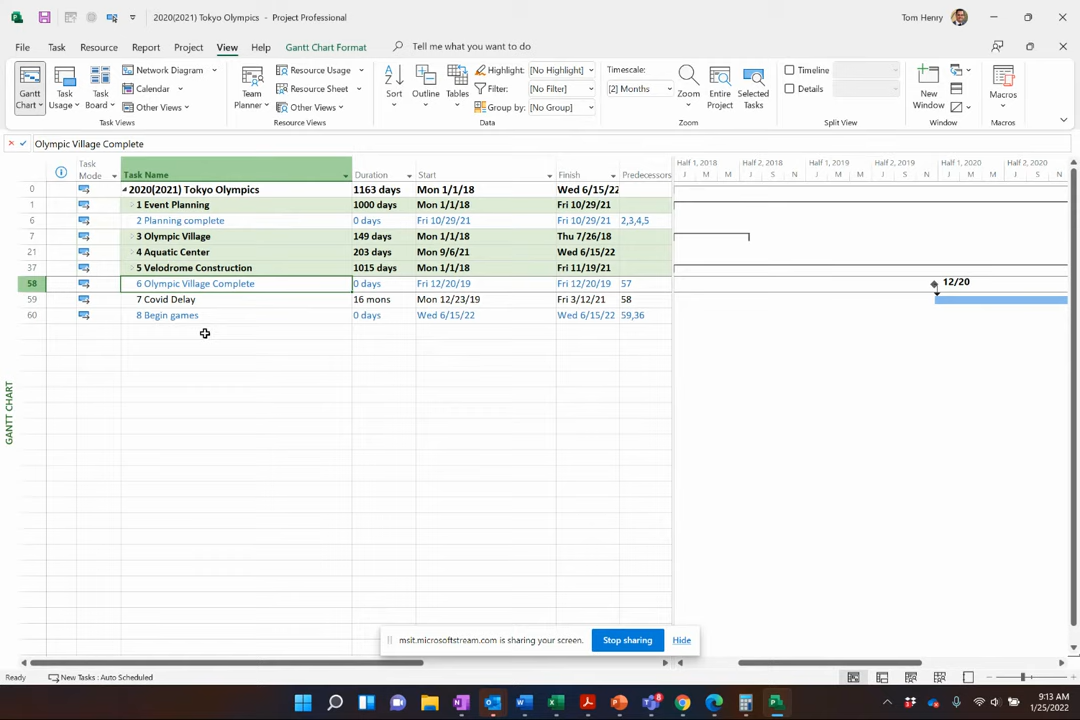 2020(2021) Tokyo Olympics - Project Professional
Tom Henry
File Task Resource Report Project View Help Gantt Chart Format Tell me what you want to do
Gantt Chart
Task Usage
Task Board
Network Diagram
Calendar
Other Views
Task Views
Team Planner
Resource Usage
Resource Sheet
Other Views
Resource Views
Sort
Outline
Tables
Highlight: [No Highlight]
Filter: [No Filter]
Group by: [No Group]
Data
Timescale:
[2] Months
Zoom
Entire Project
Selected Tasks
Zoom
Timeline
Details
Split View
New Window
Window
Macros
Macros
Olympic Village Complete
Task Mode Task Name Duration Start Finish Predecessors
Half 1, 2018 Half 2, 2018 Half 1, 2019 Half 2, 2019 Half 1, 2020 Half 2, 2020
J M M J S N J M M J S N J M M J S N
0 2020(2021) Tokyo Olympics 1163 days Mon 1/1/18 Wed 6/15/22
1 1 Event Planning 1000 days Mon 1/1/18 Fri 10/29/21
6 2 Planning complete 0 days Fri 10/29/21 Fri 10/29/21 2,3,4,5
7 3 Olympic Village 149 days Mon 1/1/18 Thu 7/26/18
21 4 Aquatic Center 203 days Mon 9/6/21 Wed 6/15/22
37 5 Velodrome Construction 1015 days Mon 1/1/18 Fri 11/19/21
58 6 Olympic Village Complete 0 days Fri 12/20/19 Fri 12/20/19 57 12/20
59 7 Covid Delay 16 mons Mon 12/23/19 Fri 3/12/21 58
60 8 Begin games 0 days Wed 6/15/22 Wed 6/15/22 59,36
GANTT CHART
msit.microsoftstream.com is sharing your screen. Stop sharing Hide
Ready New Tasks : Auto Scheduled
9:13 AM
1/25/2022